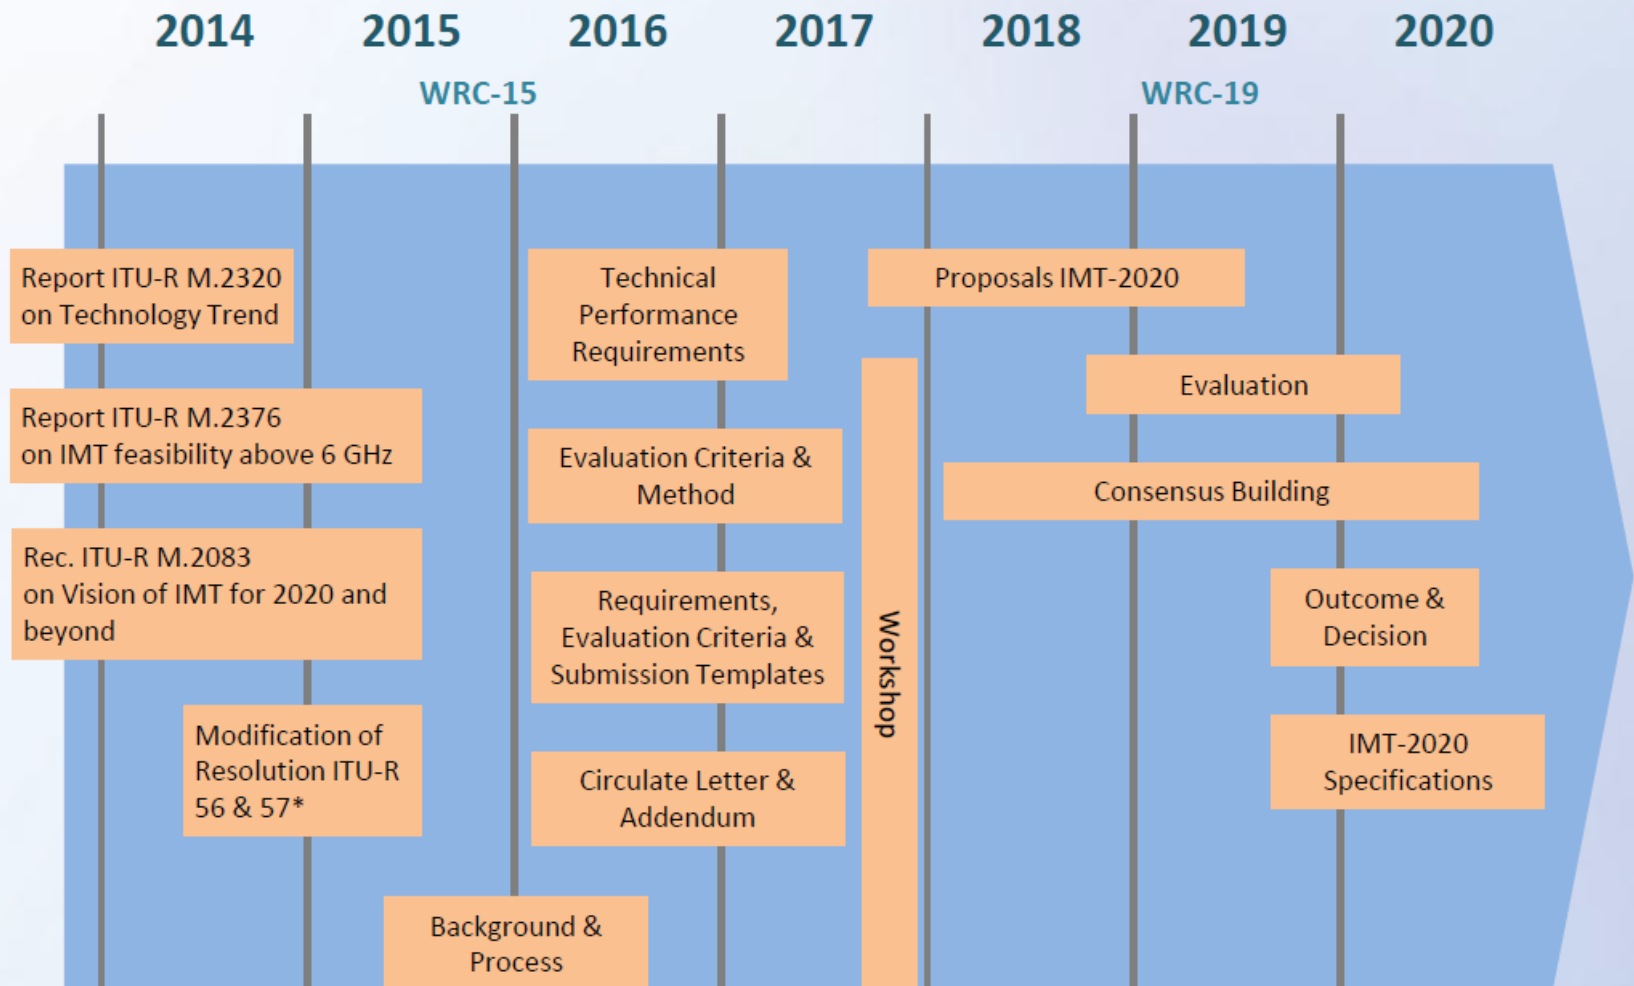 2014 2015 2016 2017 2018 2019 2020
WRC-15 WRC-19
Report ITU-R M.2320
on Technology Trend
Report ITU-R M.2376
on IMT feasibility above 6 GHz
Rec. ITU-R M.2083
on Vision of IMT for 2020 and
beyond
Modification of
Resolution ITU-R
56 & 57*
Background &
Process
Technical
Performance
Requirements
Evaluation Criteria &
Method
Requirements,
Evaluation Criteria &
Submission Templates
Circulate Letter &
Addendum
Workshop
Proposals IMT-2020
Evaluation
Consensus Building
Outcome &
Decision
IMT-2020
Specifications